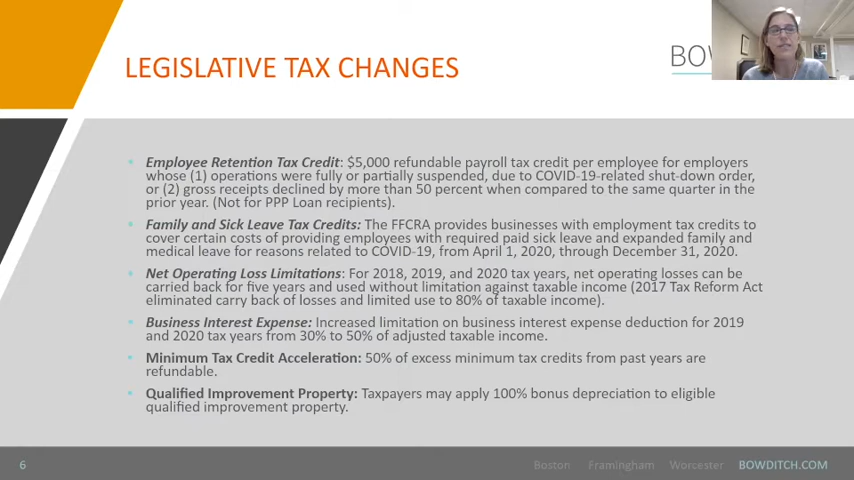 LEGISLATIVE TAX CHANGES
BOW
• Employee Retention Tax Credit: $5,000 refundable payroll tax credit per employee for employers
whose (1) operations were fully or partially suspended, due to COVID-19-related shut-down order,
or (2) gross receipts declined by more than 50 percent when compared to the same quarter in the
prior year. (Not for PPP Loan recipients).
• Family and Sick Leave Tax Credits: The FFCRA provides businesses with employment tax credits to
cover certain costs of providing employees with required paid sick leave and expanded family and
medical leave for reasons related to COVID-19, from April 1, 2020, through December 31, 2020.
• Net Operating Loss Limitations: For 2018, 2019, and 2020 tax years, net operating losses can be
carried back for five years and used without limitation against taxable income (2017 Tax Reform Act
eliminated carry back of losses and limited use to 80% of taxable income).
• Business Interest Expense: Increased limitation on business interest expense deduction for 2019
and 2020 tax years from 30% to 50% of adjusted taxable income.
• Minimum Tax Credit Acceleration: 50% of excess minimum tax credits from past years are
refundable.
• Qualified Improvement Property: Taxpayers may apply 100% bonus depreciation to eligible
qualified improvement property.
6
Boston Framingham Worcester BOWDITCH.COM